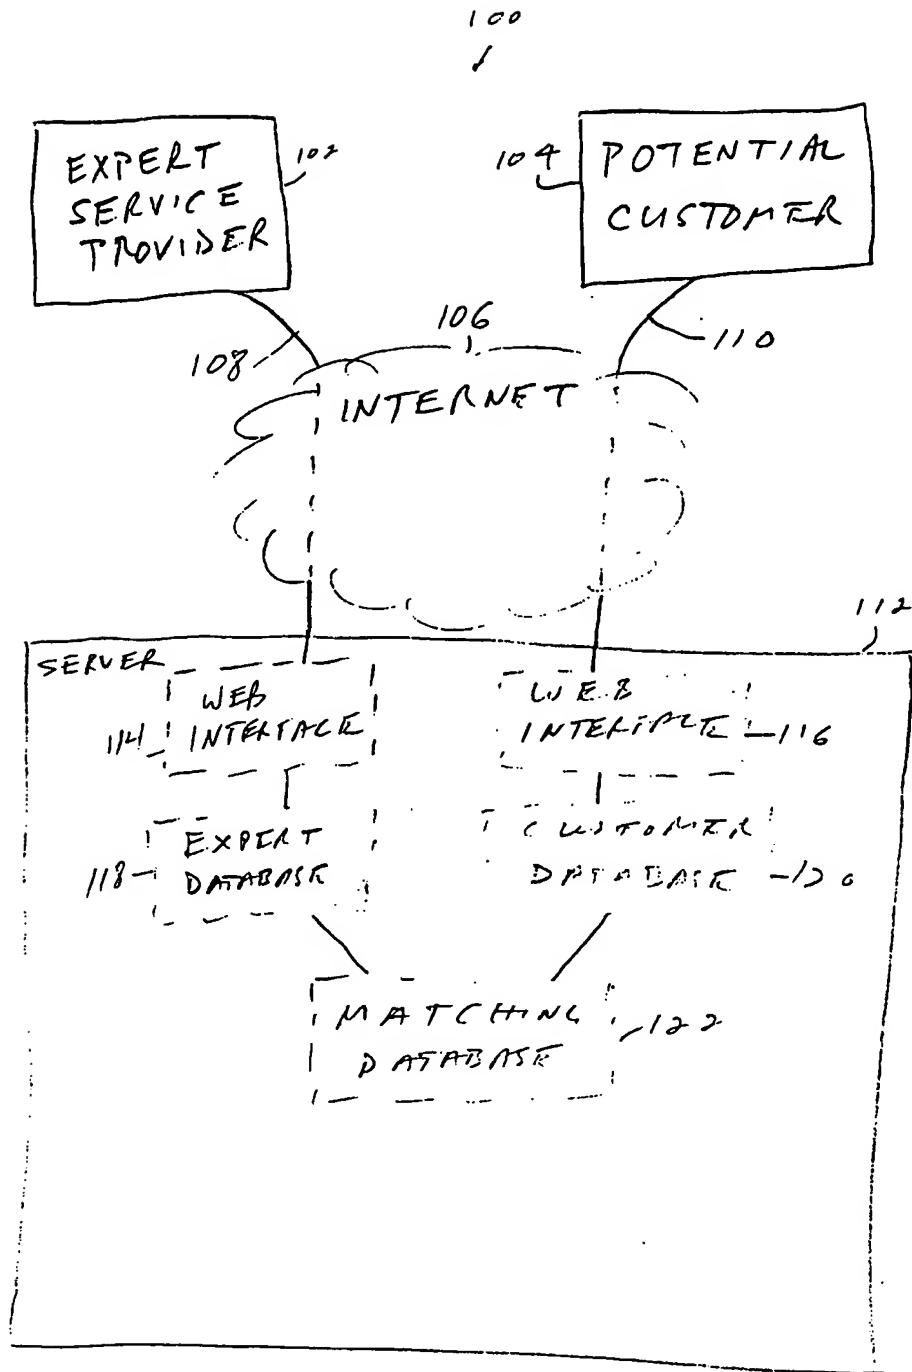 100
EXPERT
SERVICE
PROVIDER
102
104
POTENTIAL
CUSTOMER
106
108
110
INTERNET
112
SERVER
WEB
INTERFACE
114
WEB
INTERFACE
116
EXPERT
DATABASE
118
CUSTOMER
DATABASE
120
MATCHING
DATABASE
122